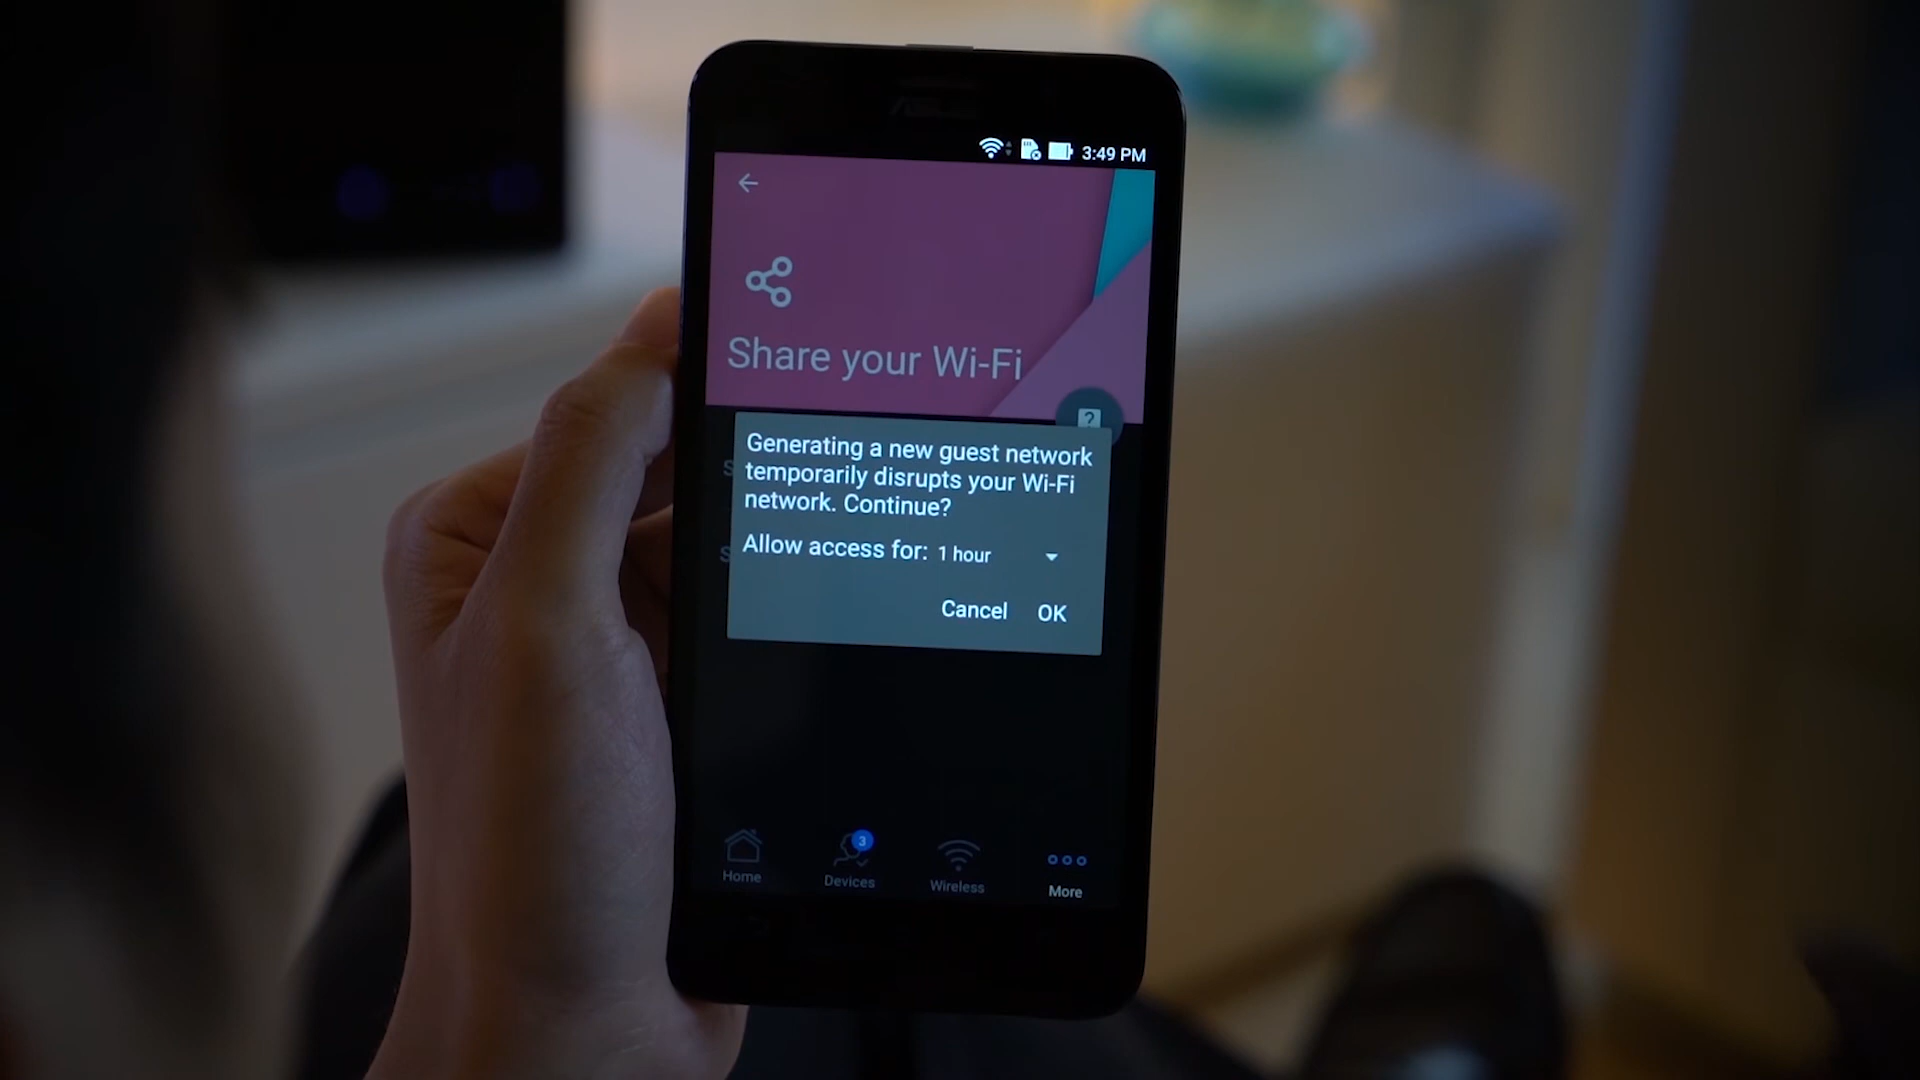 3:49 PM
Share your Wi-Fi
?
Generating a new guest network
temporarily disrupts your Wi-Fi
network. Continue?
Allow access for: 1 hour
Cancel OK
3
Home Devices Wireless More